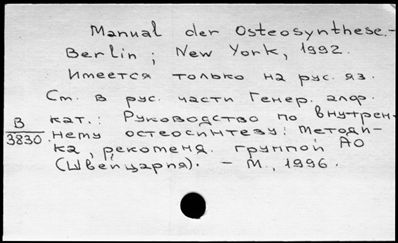 Manual der Osteosynthese.-
Berlin; New York, 1992.
Имеется только на рус. яз.
См. в рус. части Генер. алф.
кат.: Руководство по внутрен-
нему остеосинтезу: методи-
ка, рекоменд. группой АО
(Швейцария). - М., 1996.
В
3830